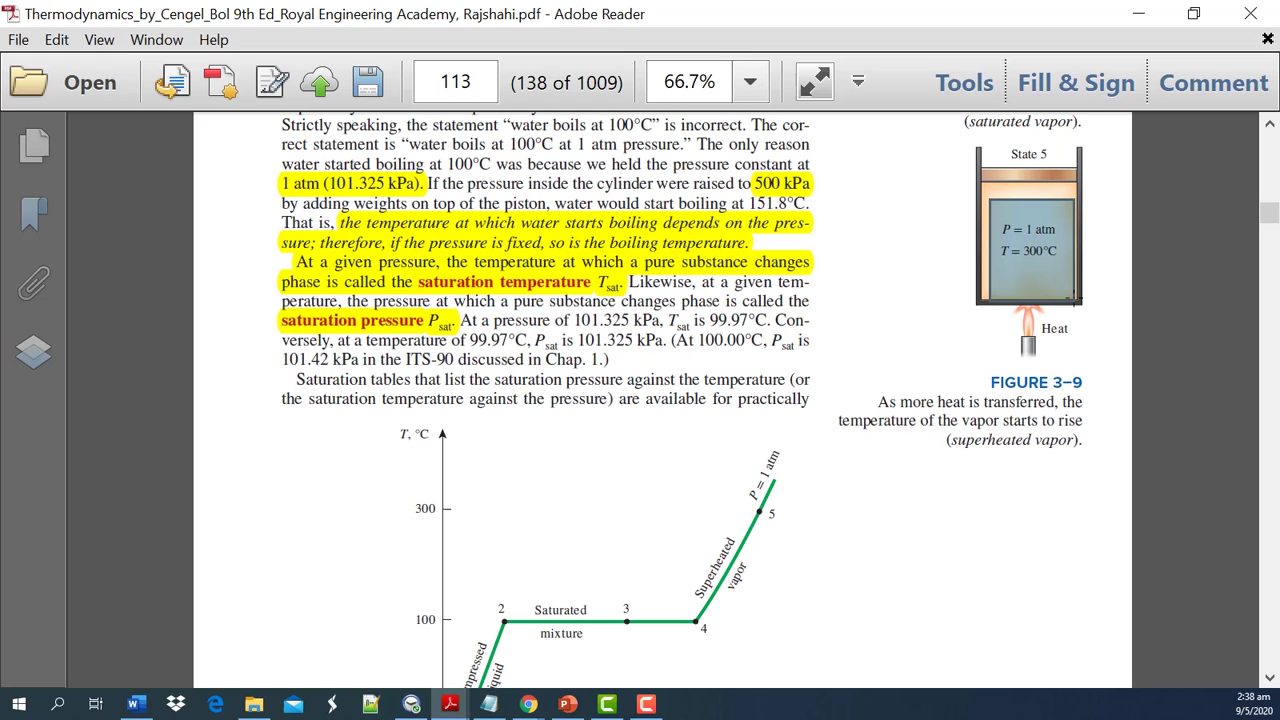 Thermodynamics_by_Cengel_Bol 9th Ed_Royal Engineering Academy, Rajshahi.pdf - Adobe Reader
File Edit View Window Help
Open 113 (138 of 1009) 66.7% Tools Fill & Sign Comment
Strictly speaking, the statement “water boils at 100°C” is incorrect. The cor-
rect statement is “water boils at 100°C at 1 atm pressure.” The only reason
water started boiling at 100°C was because we held the pressure constant at
1 atm (101.325 kPa). If the pressure inside the cylinder were raised to 500 kPa
by adding weights on top of the piston, water would start boiling at 151.8°C.
That is, the temperature at which water starts boiling depends on the pres-
sure; therefore, if the pressure is fixed, so is the boiling temperature.
At a given pressure, the temperature at which a pure substance changes
phase is called the saturation temperature Tsat. Likewise, at a given tem-
perature, the pressure at which a pure substance changes phase is called the
saturation pressure Psat. At a pressure of 101.325 kPa, Tsat is 99.97°C. Con-
versely, at a temperature of 99.97°C, Psat is 101.325 kPa. (At 100.00°C, Psat is
101.42 kPa in the ITS-90 discussed in Chap. 1.)
Saturation tables that list the saturation pressure against the temperature (or
the saturation temperature against the pressure) are available for practically
(saturated vapor).
State 5
P = 1 atm
T = 300°C
Heat
FIGURE 3–9
As more heat is transferred, the
temperature of the vapor starts to rise
(superheated vapor).
T, °C
P = 1 atm
300
5
Superheated
vapor
2
Saturated
3
100
mixture
4
2:38 am
9/5/2020